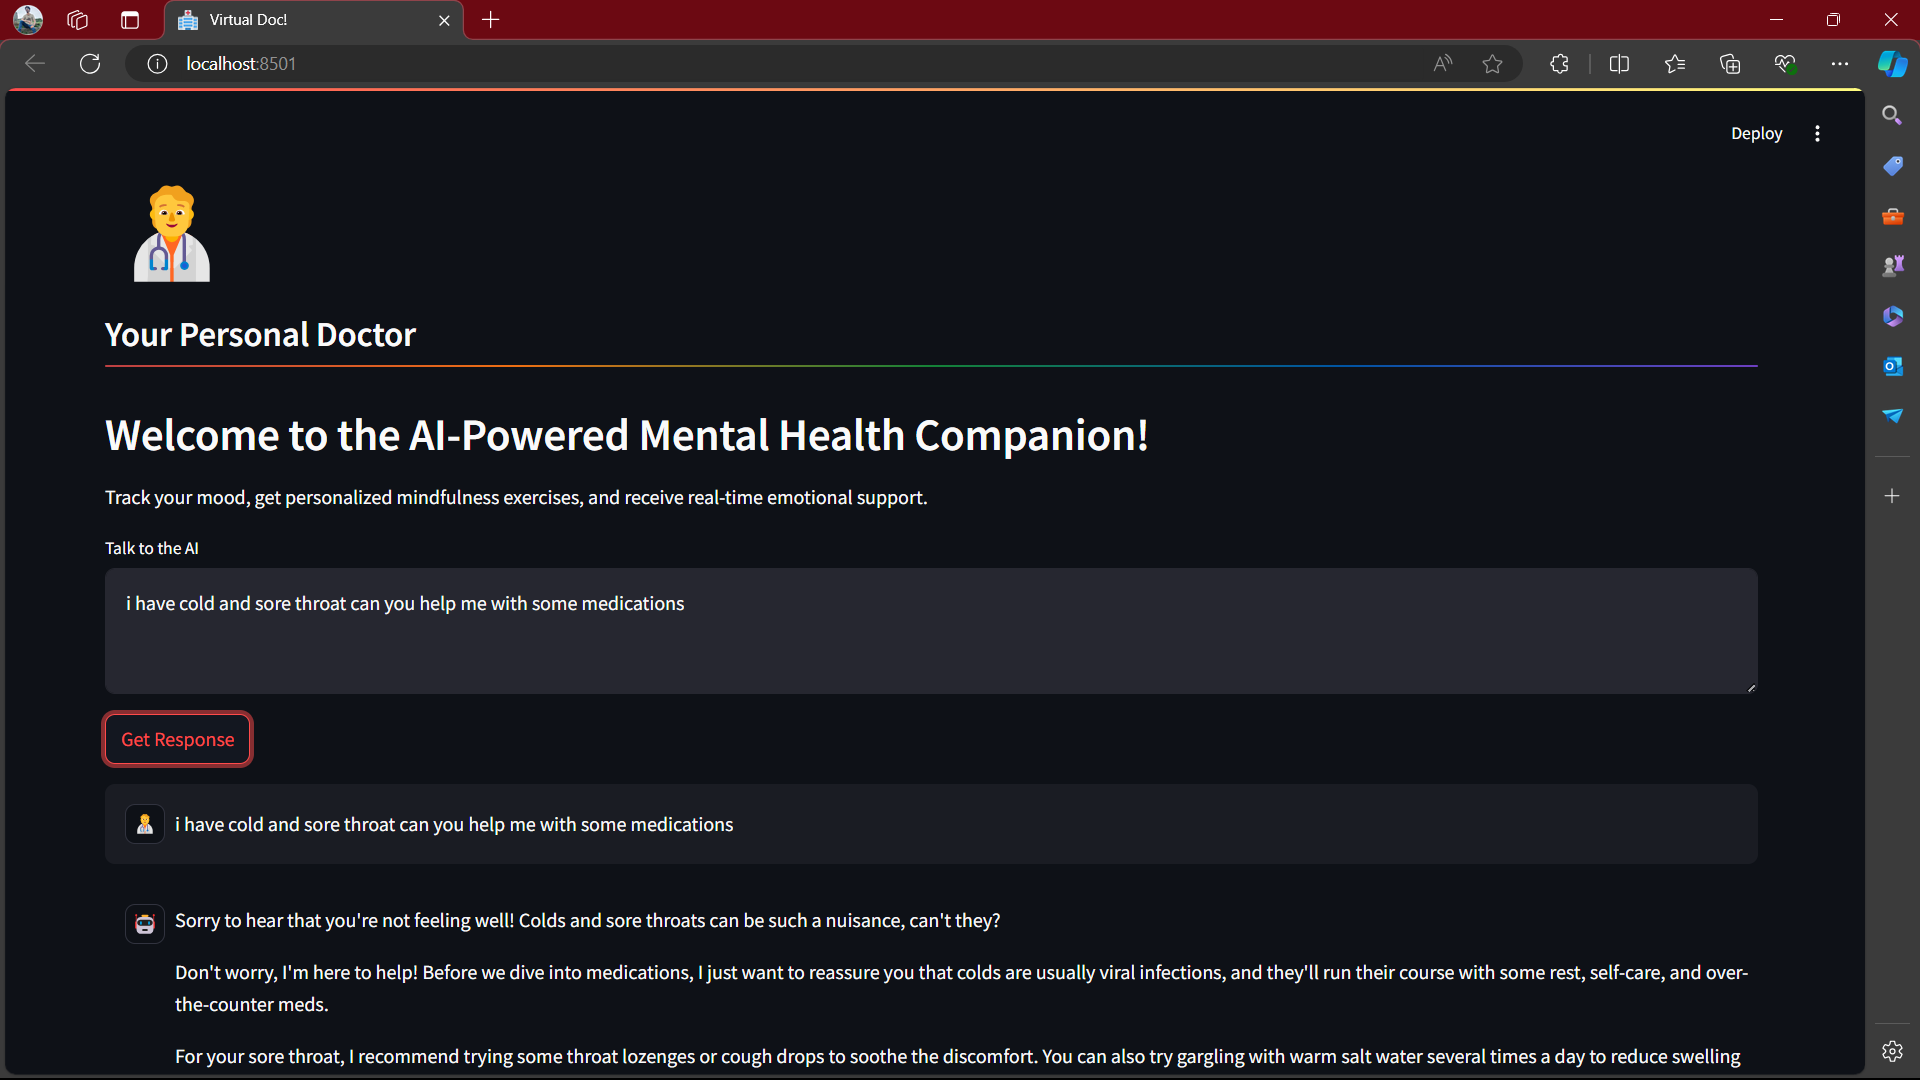 Virtual Doc!
localhost:8501
Deploy
Your Personal Doctor
Welcome to the AI-Powered Mental Health Companion!
Track your mood, get personalized mindfulness exercises, and receive real-time emotional support.
Talk to the AI
i have cold and sore throat can you help me with some medications
Get Response
i have cold and sore throat can you help me with some medications
Sorry to hear that you're not feeling well! Colds and sore throats can be such a nuisance, can't they?
Don't worry, I'm here to help! Before we dive into medications, I just want to reassure you that colds are usually viral infections, and they'll run their course with some rest, self-care, and over-
the-counter meds.
For your sore throat, I recommend trying some throat lozenges or cough drops to soothe the discomfort. You can also try gargling with warm salt water several times a day to reduce swelling